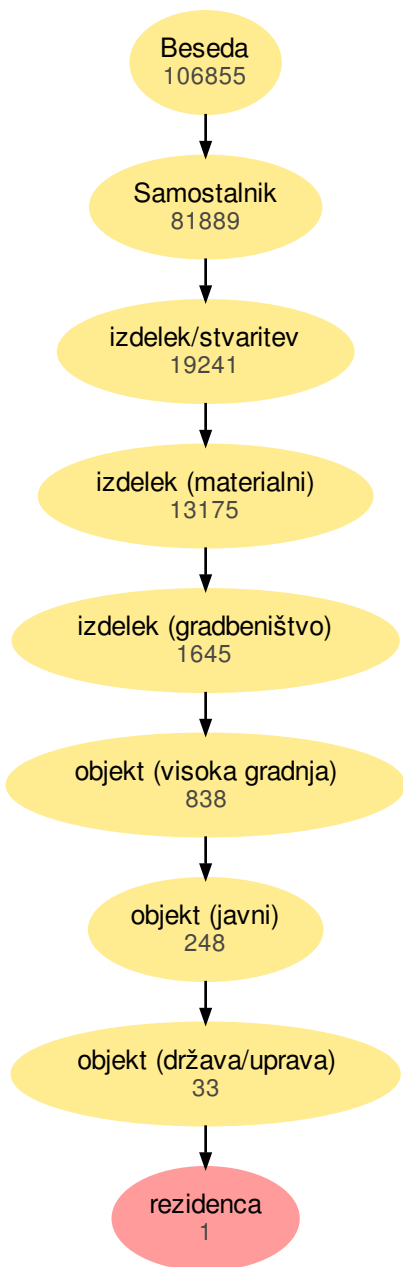 Beseda
106855
Samostalnik
81889
izdelek/stvaritev
19241
izdelek (materialni)
13175
izdelek (gradbeništvo)
1645
objekt (visoka gradnja)
838
objekt (javni)
248
objekt (država/uprava)
33
rezidenca
1